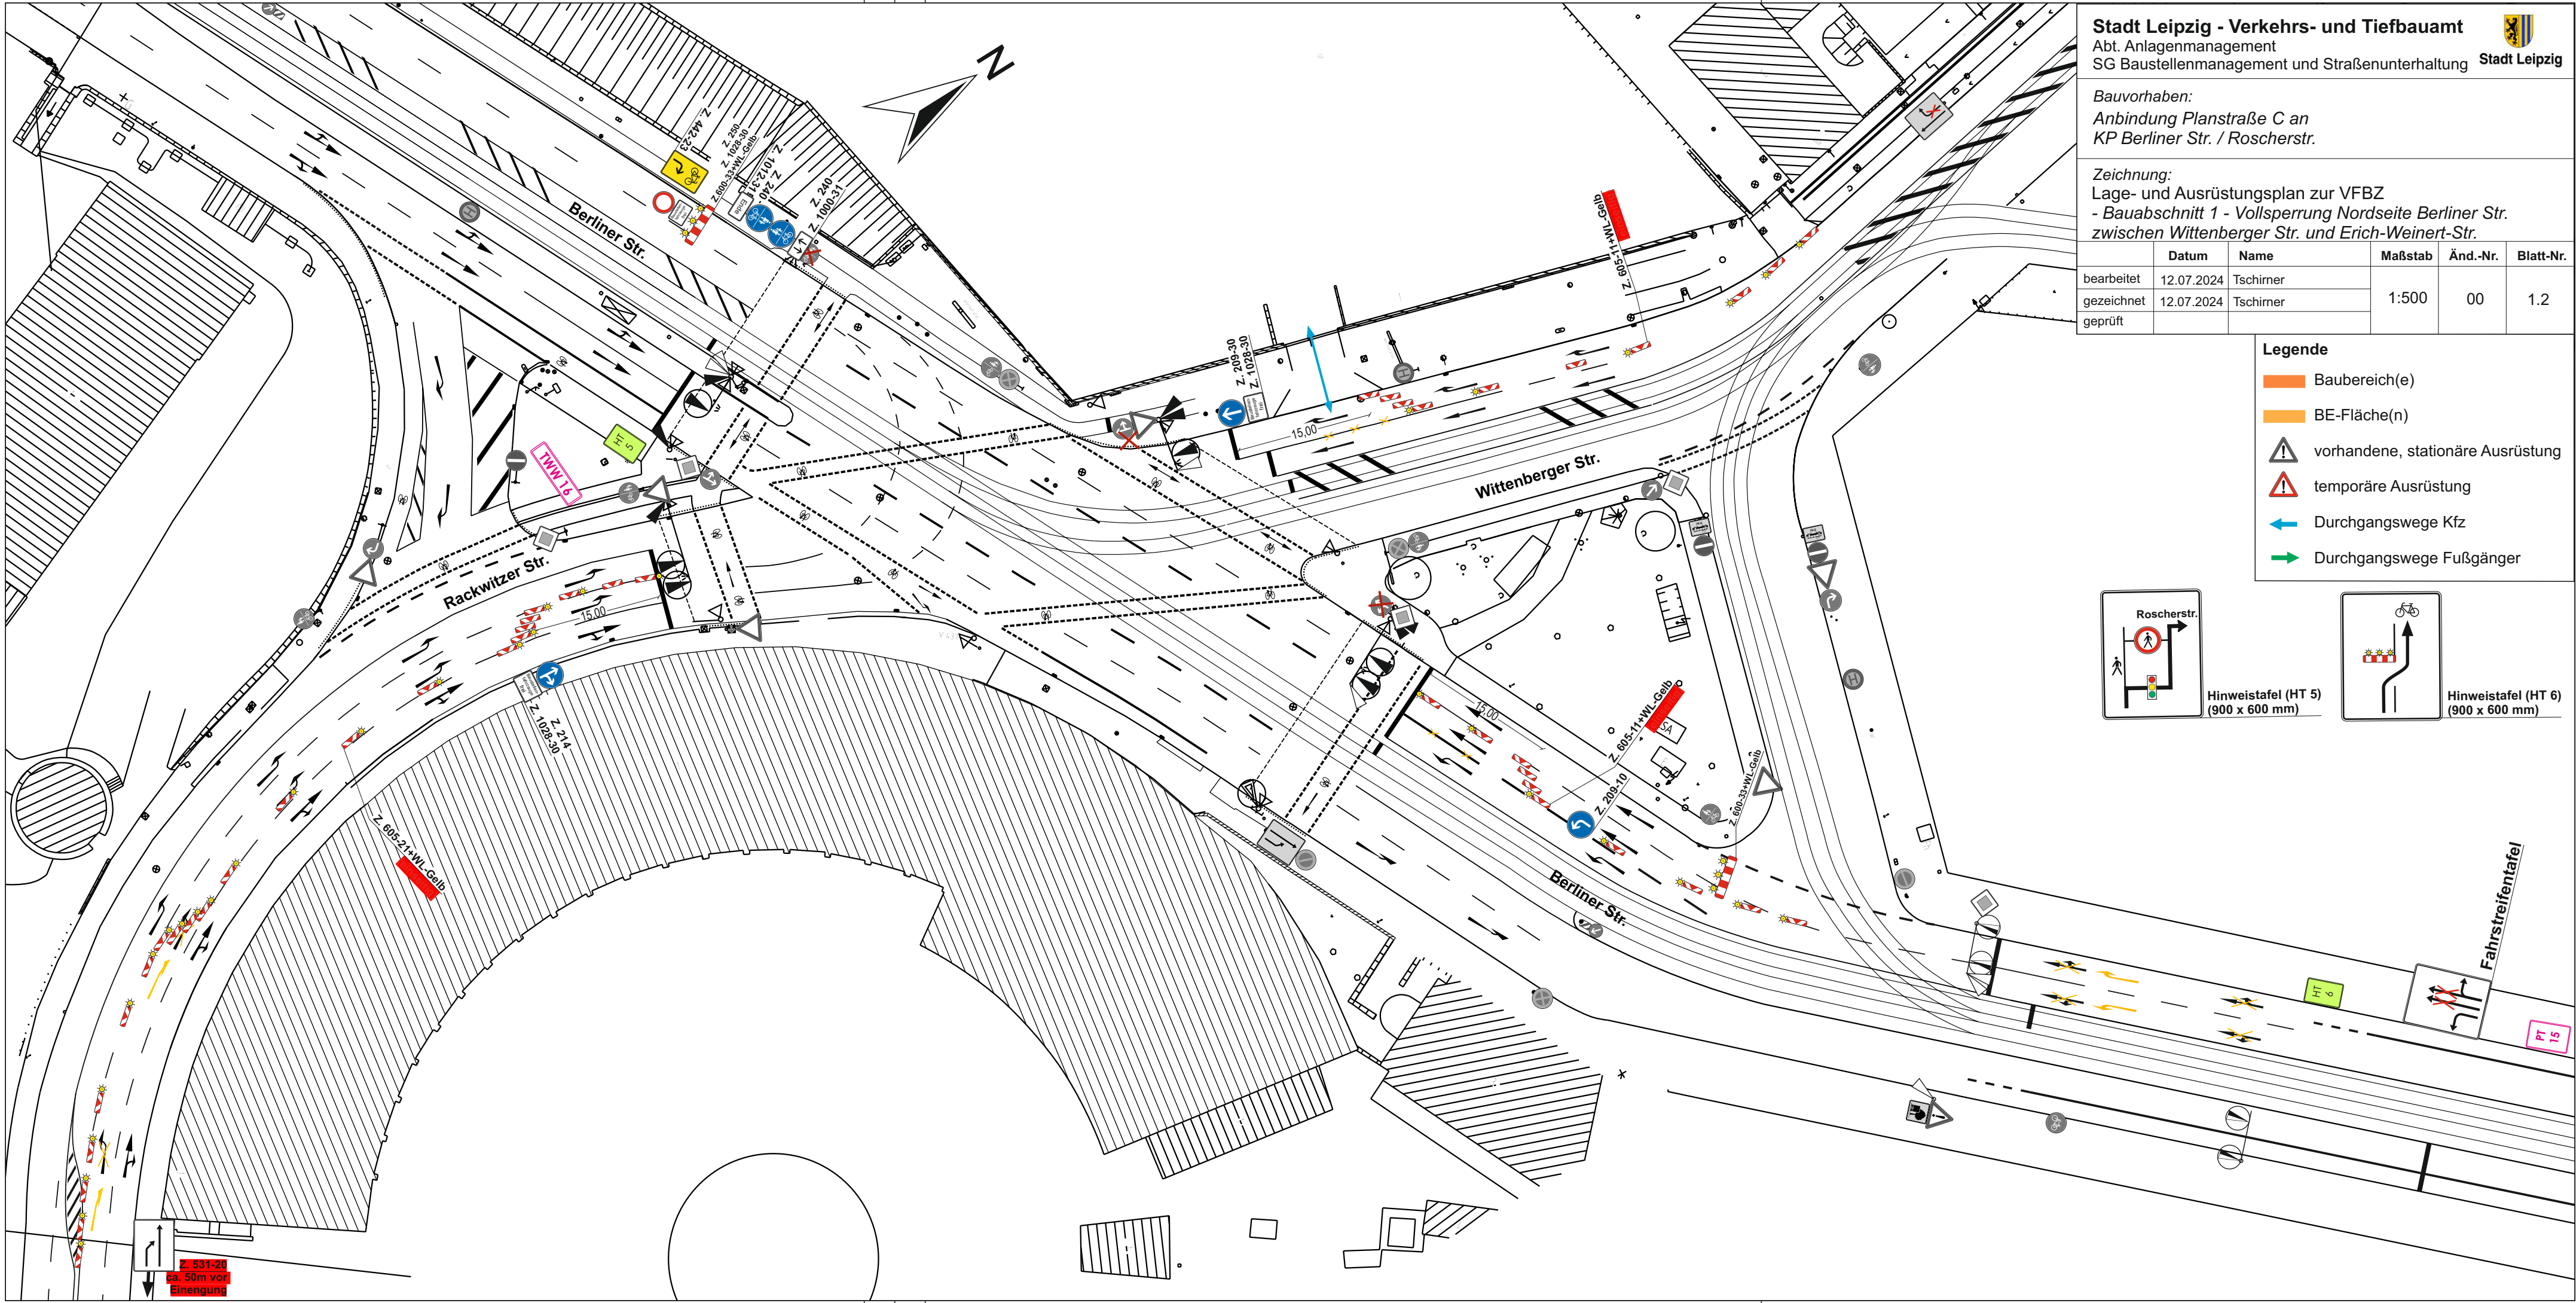 Stadt Leipzig - Verkehrs- und Tiefbauamt
Abt. Anlagenmanagement
SG Baustellenmanagement und Straßenunterhaltung
Stadt Leipzig
Bauvorhaben:
Anbindung Planstraße C an
KP Berliner Str. / Roscherstr.
Zeichnung:
Lage- und Ausrüstungsplan zur VFBZ
- Bauabschnitt 1 - Vollsperrung Nordseite Berliner Str.
zwischen Wittenberger Str. und Erich-Weinert-Str.
Datum Name Maßstab Änd.-Nr. Blatt-Nr.
bearbeitet 12.07.2024 Tschirner
gezeichnet 12.07.2024 Tschirner
1:500 00 1.2
geprüft
Legende
Baubereich(e)
BE-Fläche(n)
vorhandene, stationäre Ausrüstung
temporäre Ausrüstung
Durchgangswege Kfz
Durchgangswege Fußgänger
Roscherstr.
Hinweistafel (HT 5)
(900 x 600 mm)
Hinweistafel (HT 6)
(900 x 600 mm)
N
Z. 442-23
Z. 250
Z. 1028-30
Z. 600-33+WL-Gelb
Z. 1012-31
Z. 240
Ende
Z. 240
Z. 1000-31
Berliner Str.
H
HT
5
TWW 16
Z. 209-30
Z. 1028-30
Z. 605-11+WL-Gelb
H
15,00
Wittenberger Str.
Rackwitzer Str.
15,00
Z. 214
Z. 1028-30
15,00
Z. 605-11+WL-Gelb
SA
Z. 209-10
Z. 600-33+WL-Gelb
H
Z. 605-21+WL-Gelb
Berliner Str.
Fahrstreifentafel
HT
6
PT
15
Z. 531-20
ca. 50m vor
Einengung